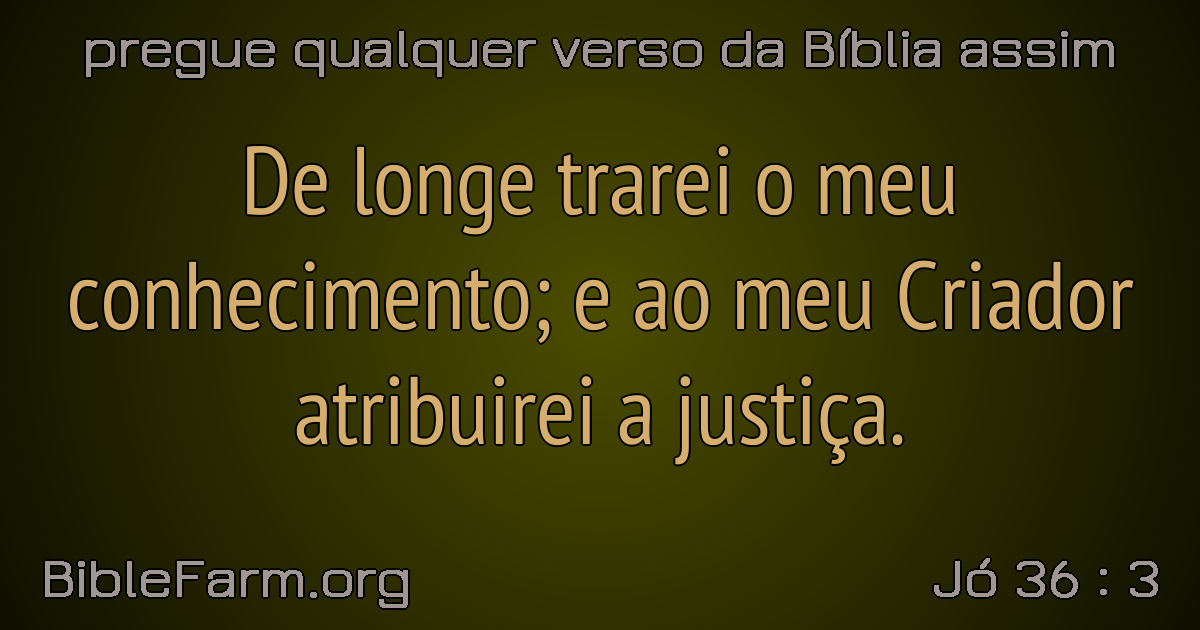 pregue qualquer verso da Bíblia assim
De longe trarei o meu
conhecimento; e ao meu Criador
atribuirei a justiça.
BibleFarm.org
Jó 36 : 3